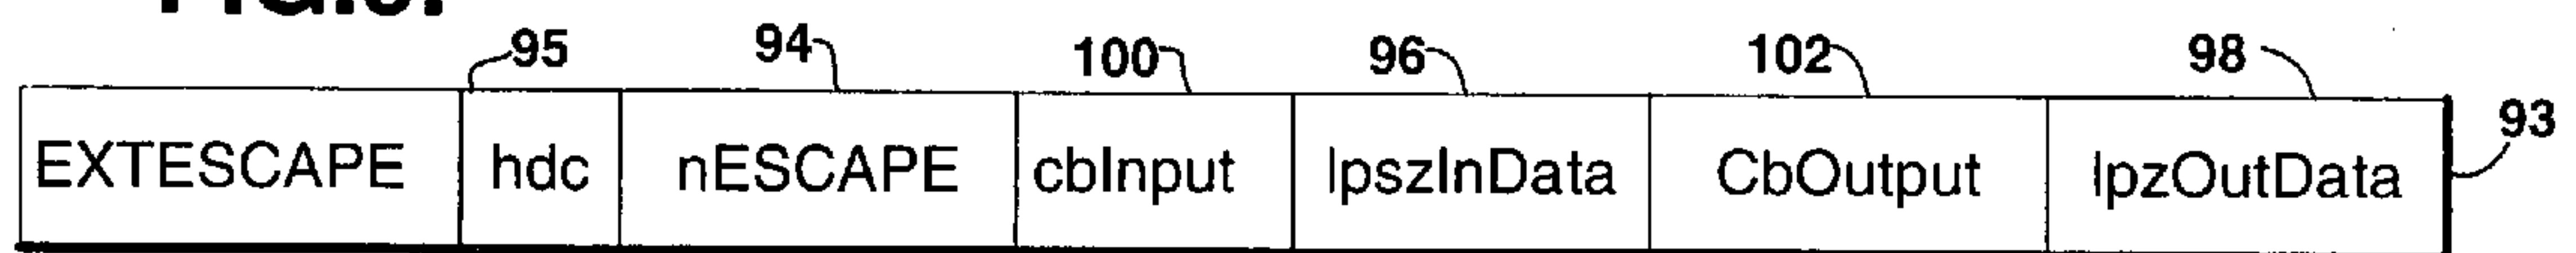 95 94 100 96 102 98
93
EXTESCAPE hdc nESCAPE cbInput lpszInData CbOutput lpzOutData